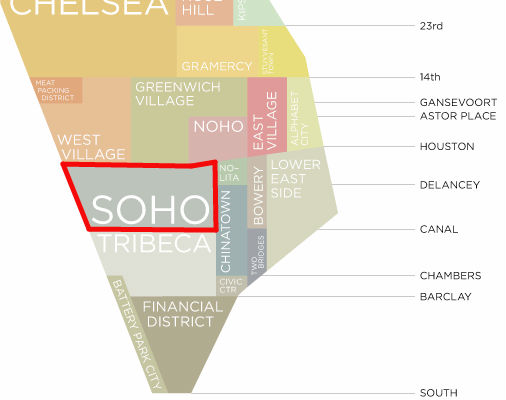 CHELSEA
HILL
KIPS
23rd
GRAMERCY
STUYVESANT
TOWN
14th
MEAT
PACKING
DISTRICT
GREENWICH
VILLAGE
GANSEVOORT
ASTOR PLACE
NOHO
EAST
VILLAGE
ALPHABET
CITY
WEST
VILLAGE
HOUSTON
NO-
LITA
LOWER
EAST
SIDE
BOWERY
DELANCEY
SOHO
CHINATOWN
CANAL
TRIBECA
TWO
BRIDGES
CHAMBERS
CIVIC
CTR
BARCLAY
BATTERY PARK CITY
FINANCIAL
DISTRICT
SOUTH